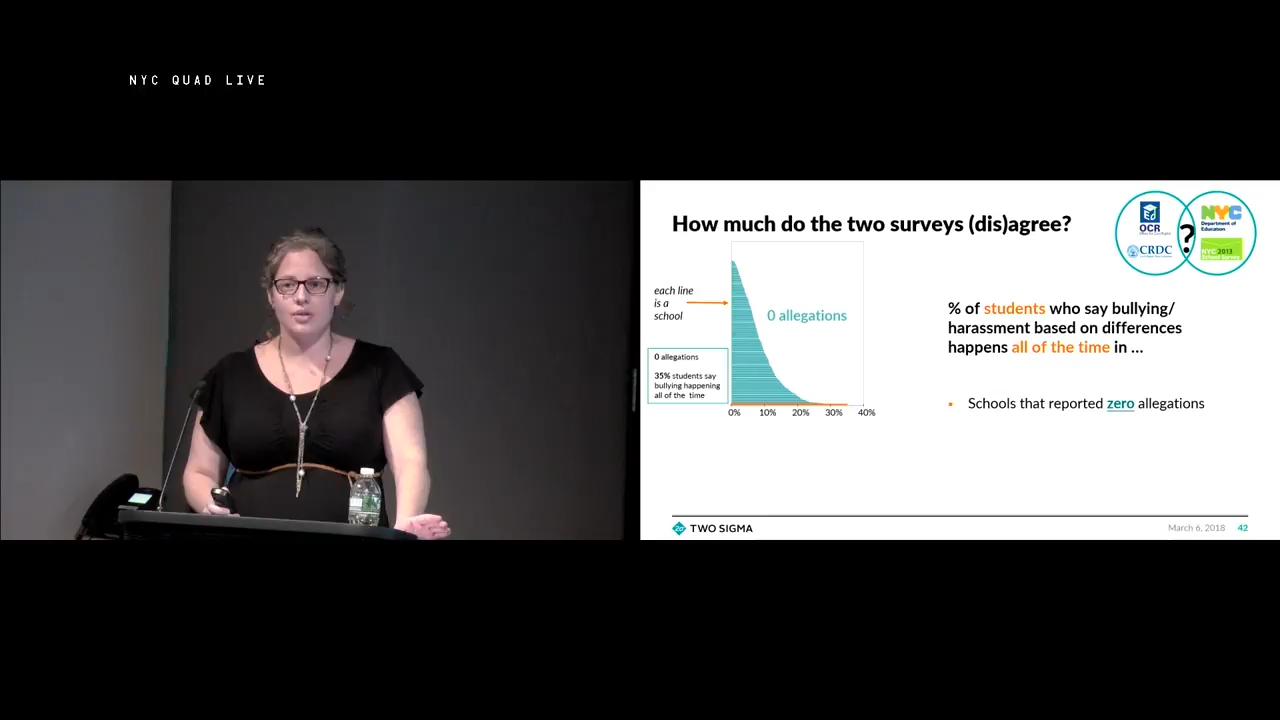 NYC QUAD LIVE
How much do the two surveys (dis)agree?
OCR
CRDC
?
NYC
Department of
Education
NYC 2013
School Survey
each line
is a
school
0 allegations
0 allegations
35% students say
bullying happening
all of the time
0% 10% 20% 30% 40%
% of students who say bullying/
harassment based on differences
happens all of the time in ...
▪ Schools that reported zero allegations
2σ TWO SIGMA
March 6, 2018 42